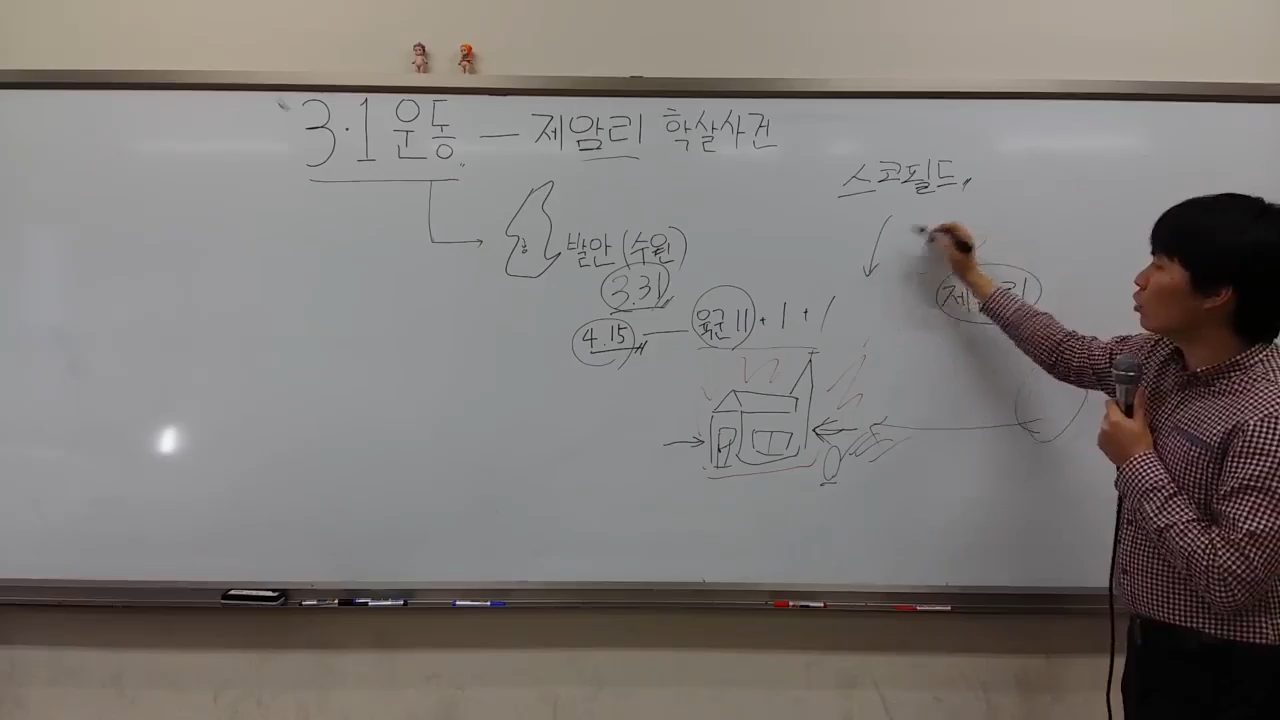 3·1 운동 — 제암리 학살사건
스코필드
발안 (수원)
3.31
4.15 — 육군 11 + 1 + 1